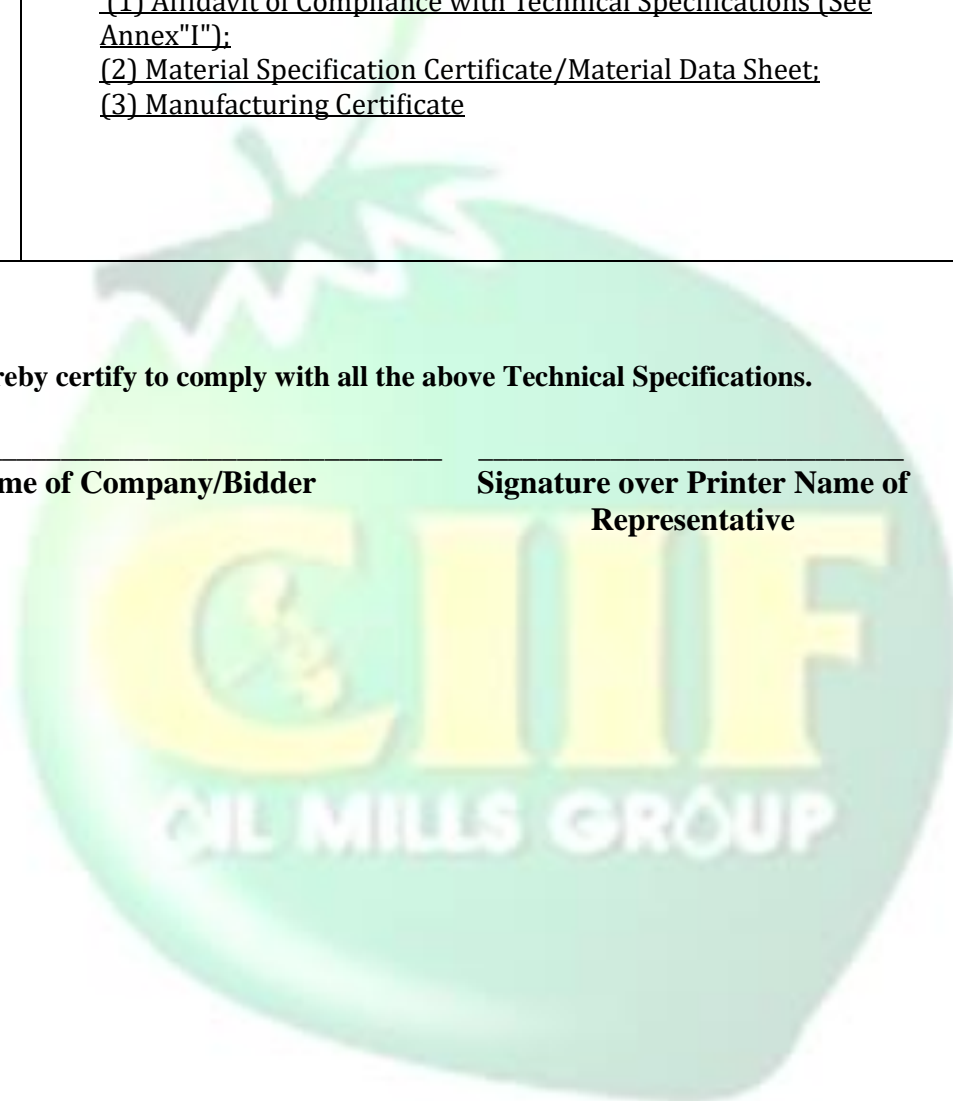 (1) Affidavit of Compliance with Technical Specifications (See
Annex"I");
(2) Material Specification Certificate/Material Data Sheet;
(3) Manufacturing Certificate
reby certify to comply with all the above Technical Specifications.
me of Company/Bidder Signature over Printer Name of
Representative
CIIF
OIL MILLS GROUP